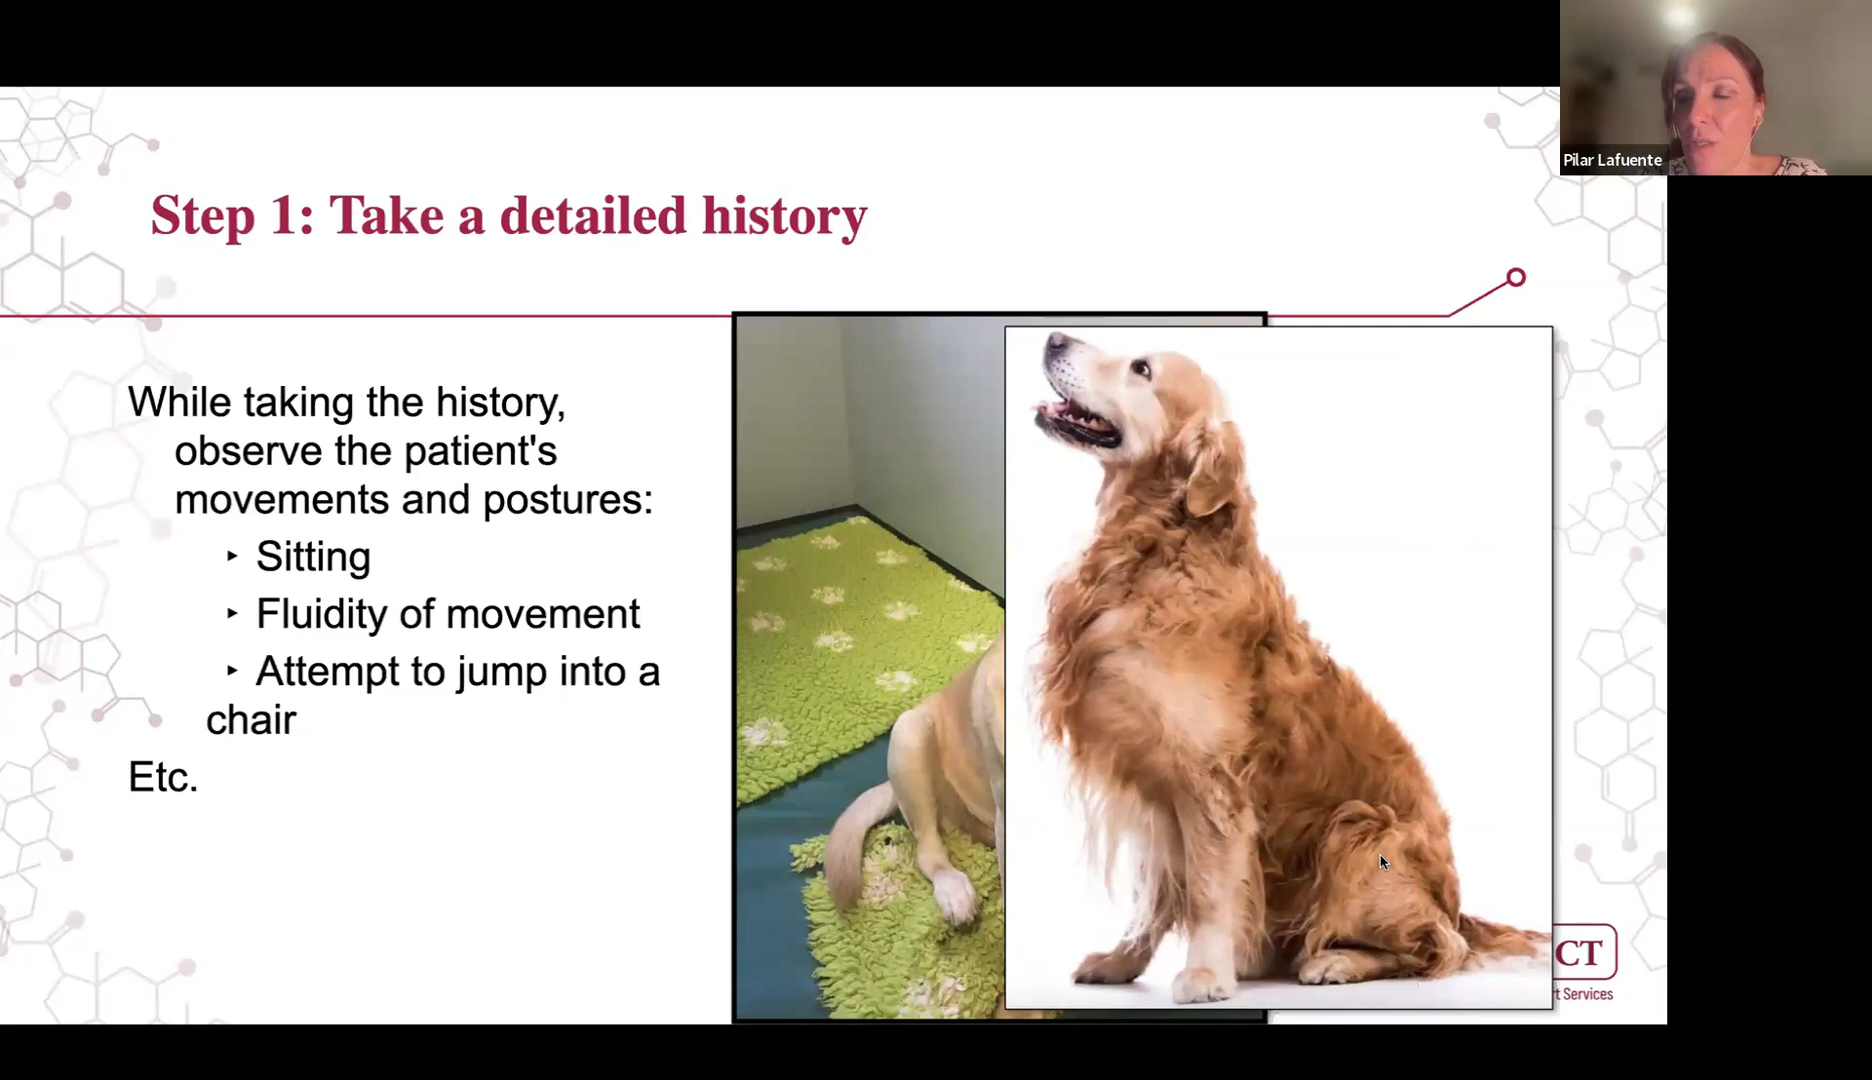 Pilar Lafuente
Step 1: Take a detailed history
While taking the history,
observe the patient's
movements and postures:
‣ Sitting
‣ Fluidity of movement
‣ Attempt to jump into a
chair
Etc.
CT
t Services